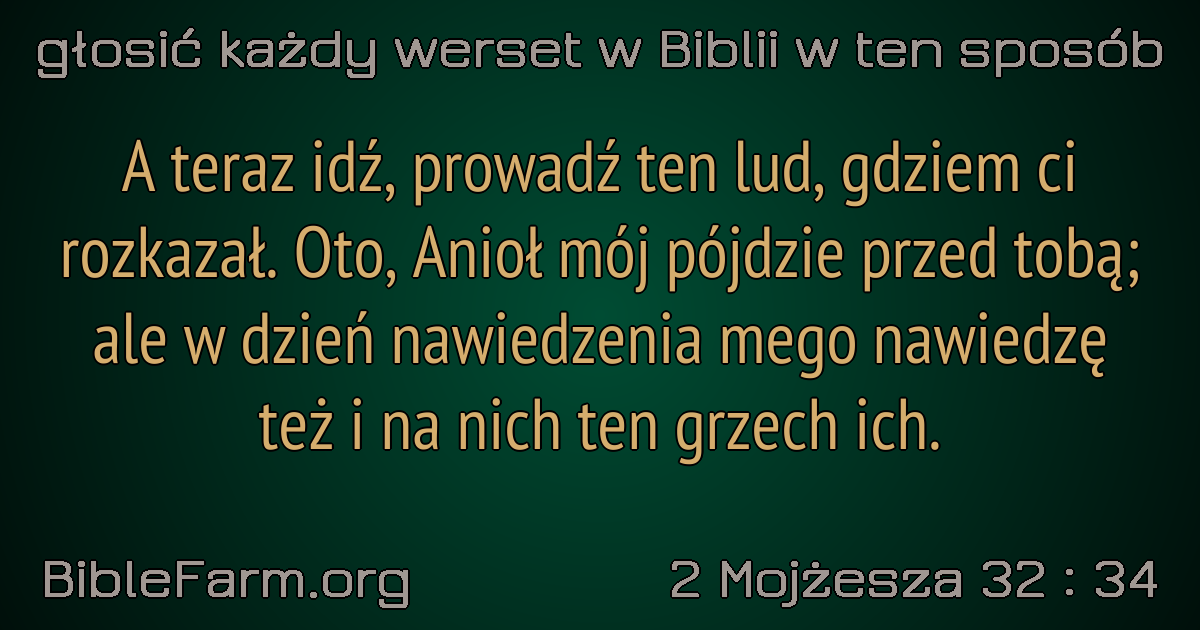 głosić każdy werset w Biblii w ten sposób
A teraz idź, prowadź ten lud, gdziem ci
rozkazał. Oto, Anioł mój pójdzie przed tobą;
ale w dzień nawiedzenia mego nawiedzę
też i na nich ten grzech ich.
BibleFarm.org
2 Mojżesza 32 : 34